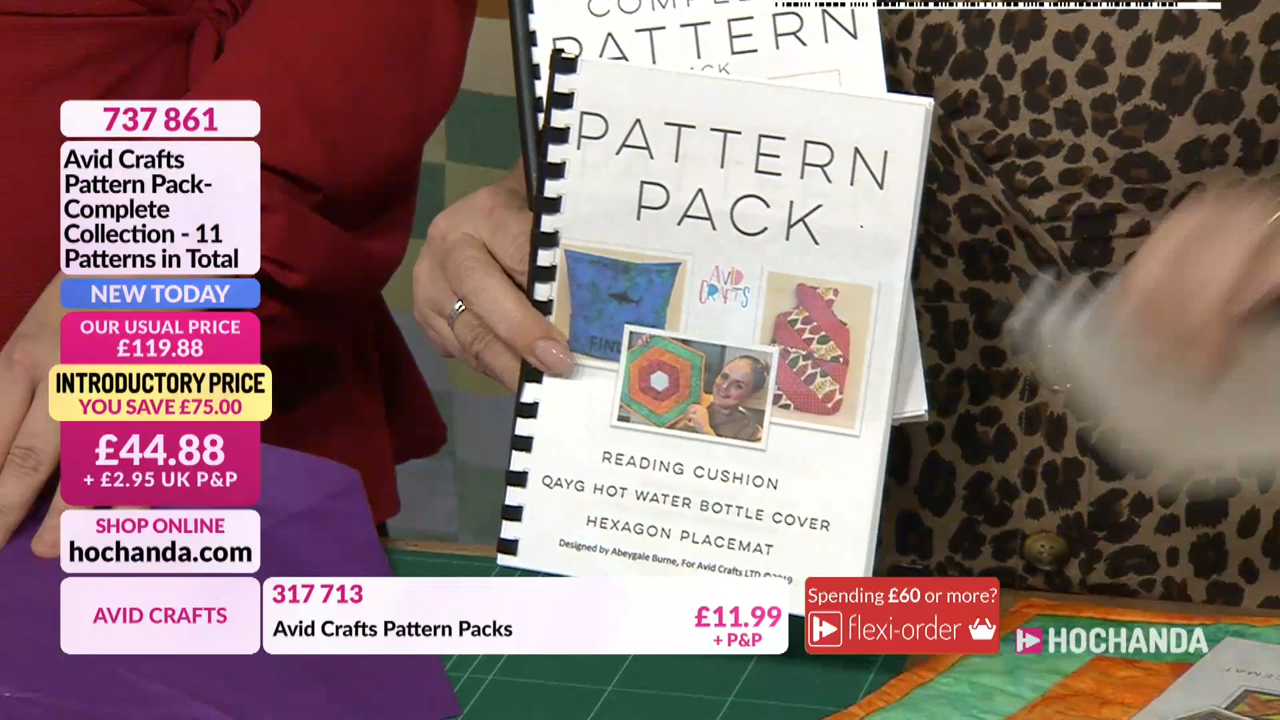 COMPLE
PATTERN
PATTERN
PACK
AVID
CRAFTS
FIN
READING CUSHION
QAYG HOT WATER BOTTLE COVER
HEXAGON PLACEMAT
Designed by Abeygale Burne, For Avid Crafts LTD ©2019
737 861
Avid Crafts
Pattern Pack-
Complete
Collection - 11
Patterns in Total
NEW TODAY
OUR USUAL PRICE
£119.88
INTRODUCTORY PRICE
YOU SAVE £75.00
£44.88
+ £2.95 UK P&P
SHOP ONLINE
hochanda.com
AVID CRAFTS
317 713
Avid Crafts Pattern Packs
£11.99
+ P&P
Spending £60 or more?
flexi-order
HOCHANDA